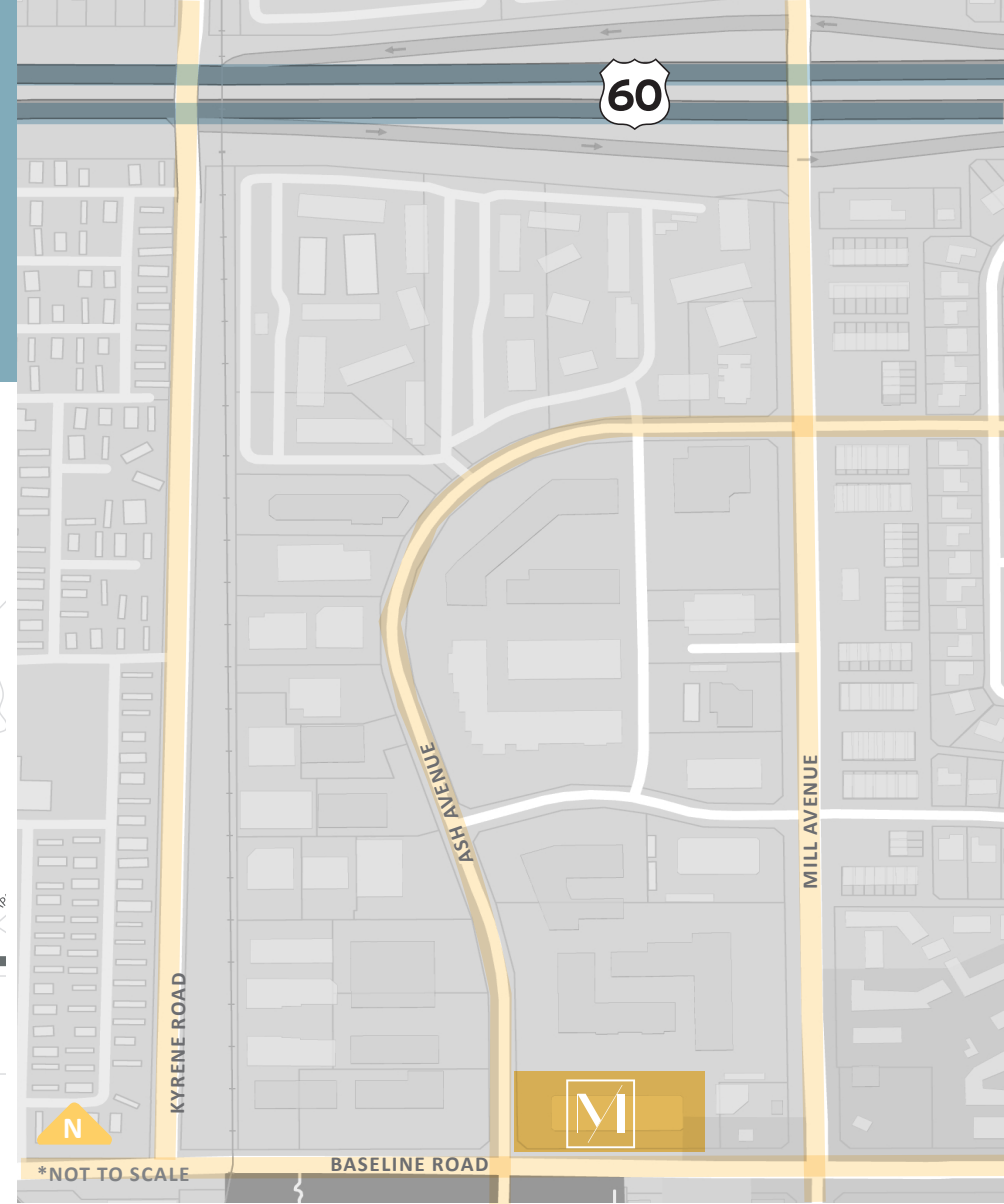 60
ASH AVENUE
MILL AVENUE
KYRENE ROAD
M
N
BASELINE ROAD
*NOT TO SCALE